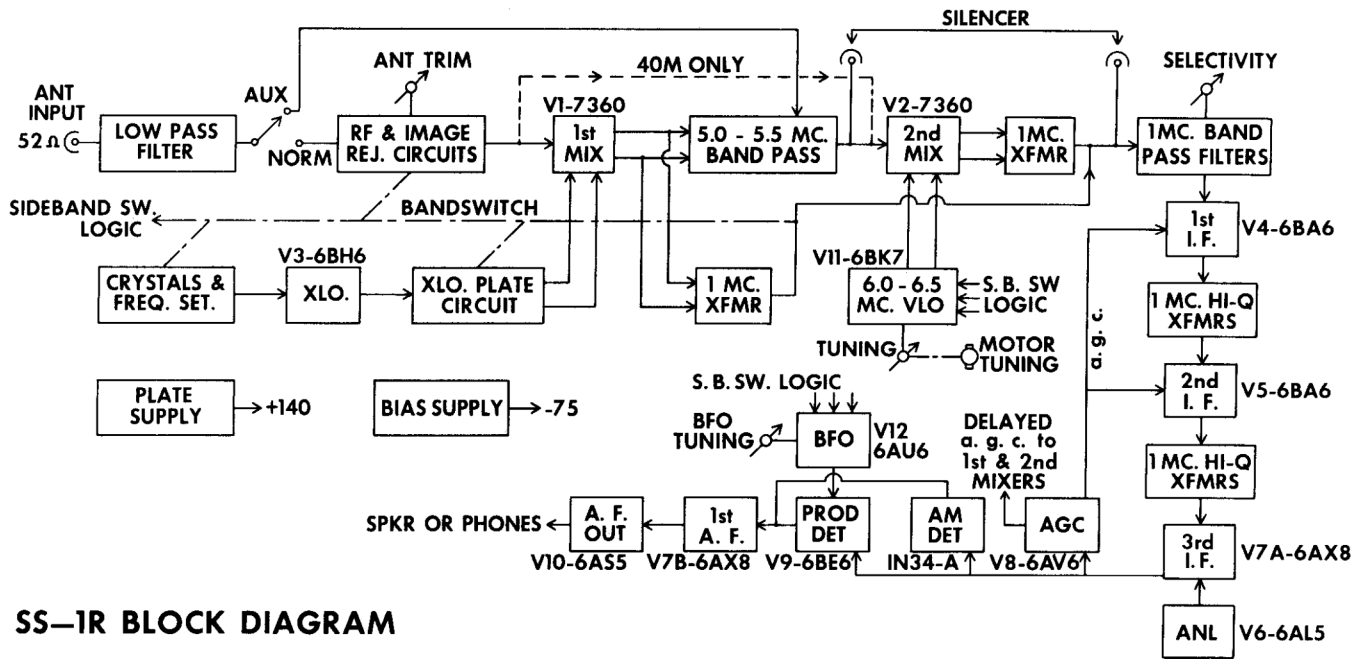 SILENCER
ANT TRIM
40M ONLY
SELECTIVITY
ANT
INPUT
52 Ω
AUX
NORM
LOW PASS
FILTER
RF & IMAGE
REJ. CIRCUITS
V1-7360
1st
MIX
5.0 - 5.5 MC.
BAND PASS
V2-7360
2nd
MIX
1MC.
XFMR
1MC. BAND
PASS FILTERS
SIDEBAND SW.
LOGIC
BANDSWITCH
1st
I. F.
V4-6BA6
CRYSTALS &
FREQ. SET.
V3-6BH6
XLO.
XLO. PLATE
CIRCUIT
1 MC.
XFMR
V11-6BK7
6.0 - 6.5
MC. VLO
S. B. SW
LOGIC
1 MC. HI-Q
XFMRS
TUNING
MOTOR
TUNING
a. g. c.
PLATE
SUPPLY
+140
BIAS SUPPLY
-75
S. B. SW. LOGIC
2nd
I. F.
V5-6BA6
BFO
TUNING
BFO
V12
6AU6
DELAYED
a. g. c. to
1st & 2nd
MIXERS
1 MC. HI-Q
XFMRS
SPKR OR PHONES
A. F.
OUT
V10-6AS5
1st
A. F.
V7B-6AX8
PROD
DET
V9-6BE6
AM
DET
IN34-A
AGC
V8-6AV6
3rd
I. F.
V7A-6AX8
ANL
V6-6AL5
SS–1R BLOCK DIAGRAM